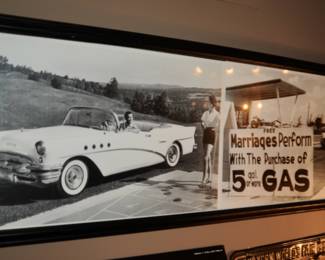 FREE
Marriages Perform
With The Purchase of
5 gal. or more GAS